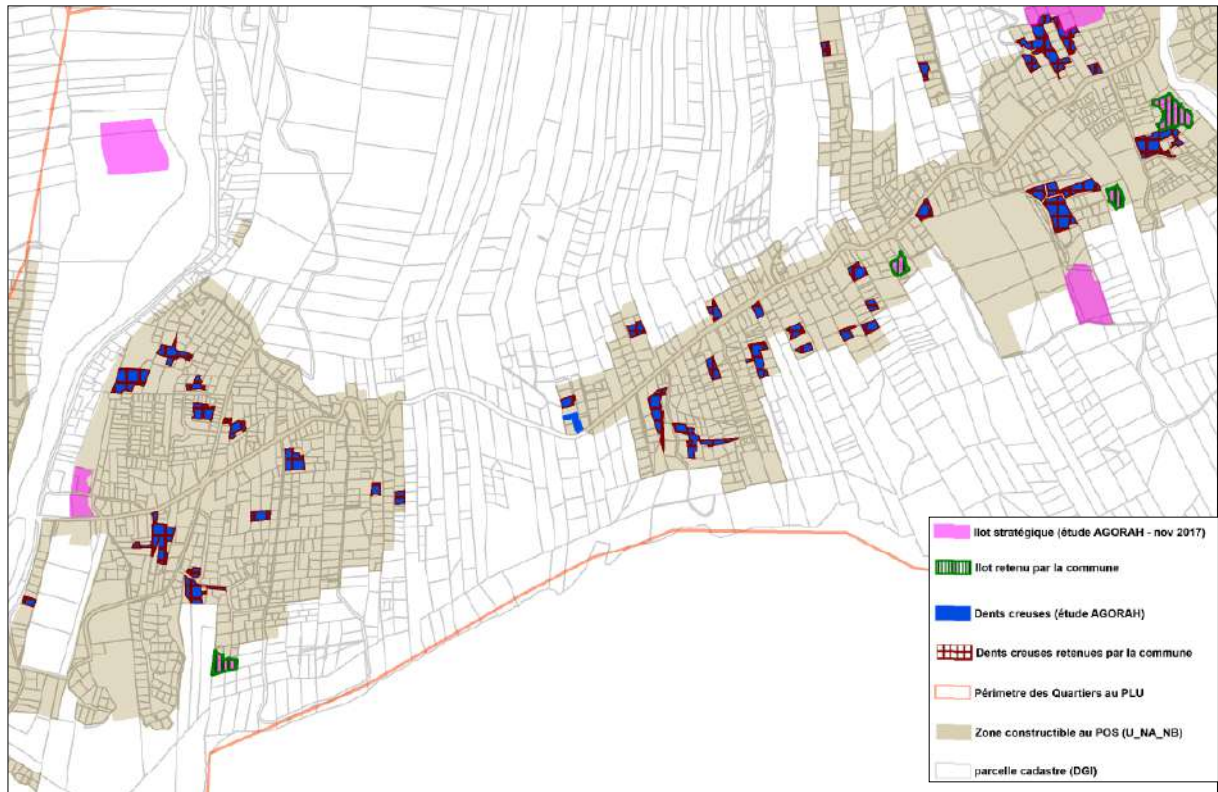 Ilot stratégique (étude AGORAH - nov 2017)
Ilot retenu par la commune
Dents creuses (étude AGORAH)
Dents creuses retenues par la commune
Périmetre des Quartiers au PLU
Zone constructible au POS (U_NA_NB)
parcelle cadastre (DGI)